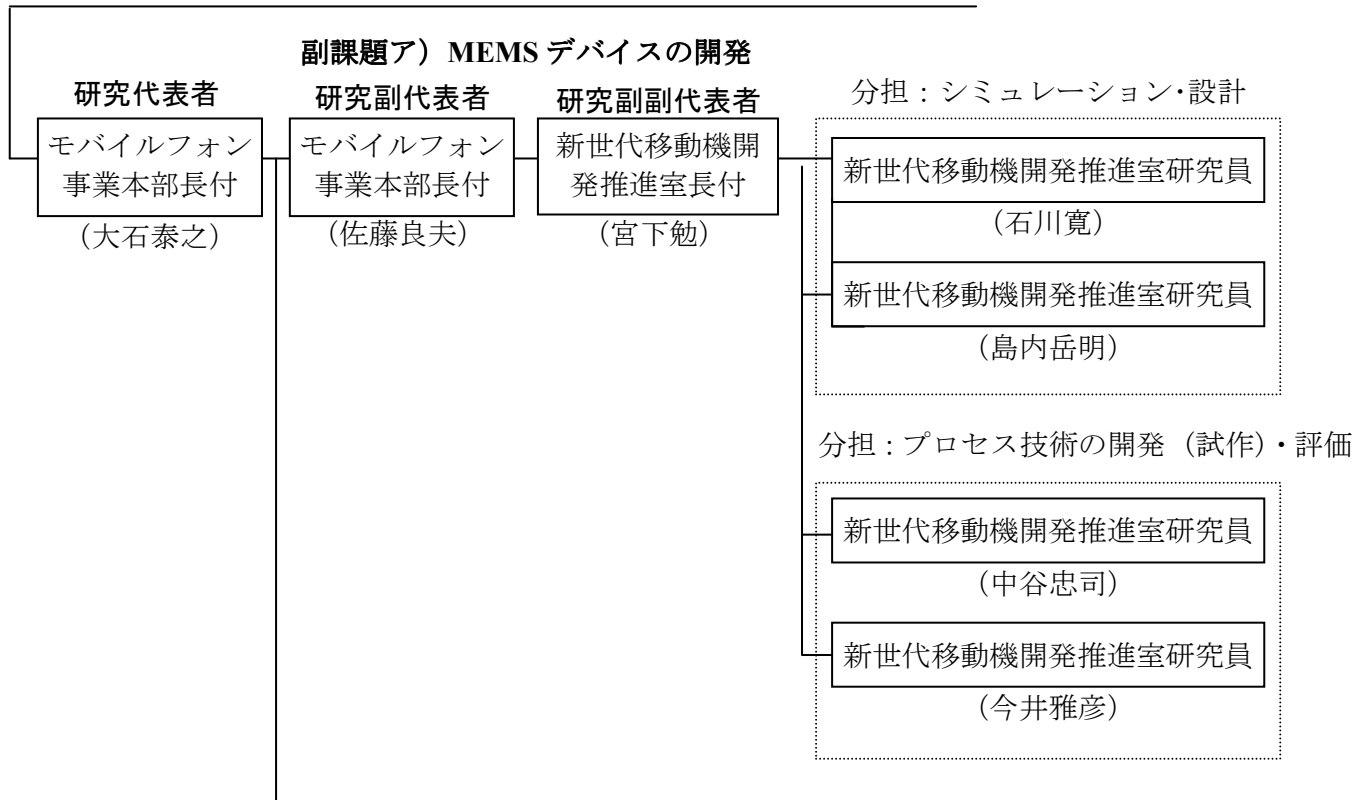 副課題ア）MEMS デバイスの開発
研究代表者
モバイルフォン
事業本部長付
（大石泰之）
研究副代表者
モバイルフォン
事業本部長付
（佐藤良夫）
研究副副代表者
新世代移動機開
発推進室長付
（宮下勉）
分担：シミュレーション・設計
新世代移動機開発推進室研究員
（石川寛）
新世代移動機開発推進室研究員
（島内岳明）
分担：プロセス技術の開発（試作）・評価
新世代移動機開発推進室研究員
（中谷忠司）
新世代移動機開発推進室研究員
（今井雅彦）